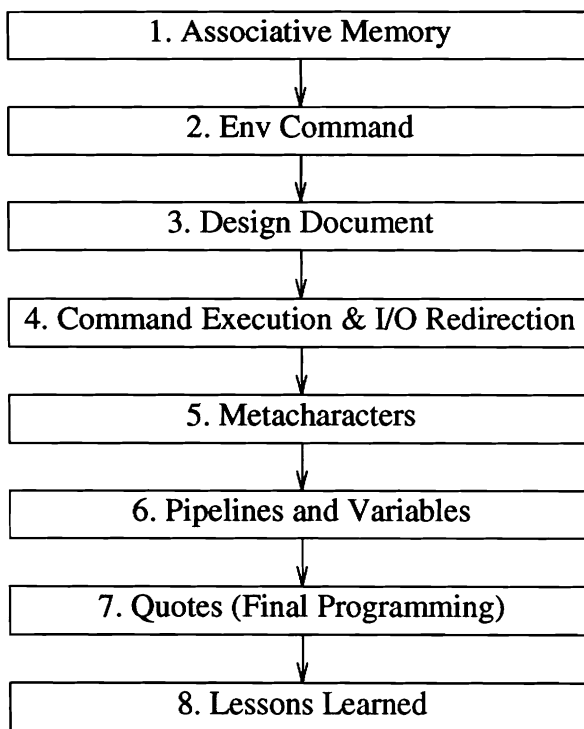 1. Associative Memory
2. Env Command
3. Design Document
4. Command Execution & I/O Redirection
5. Metacharacters
6. Pipelines and Variables
7. Quotes (Final Programming)
8. Lessons Learned